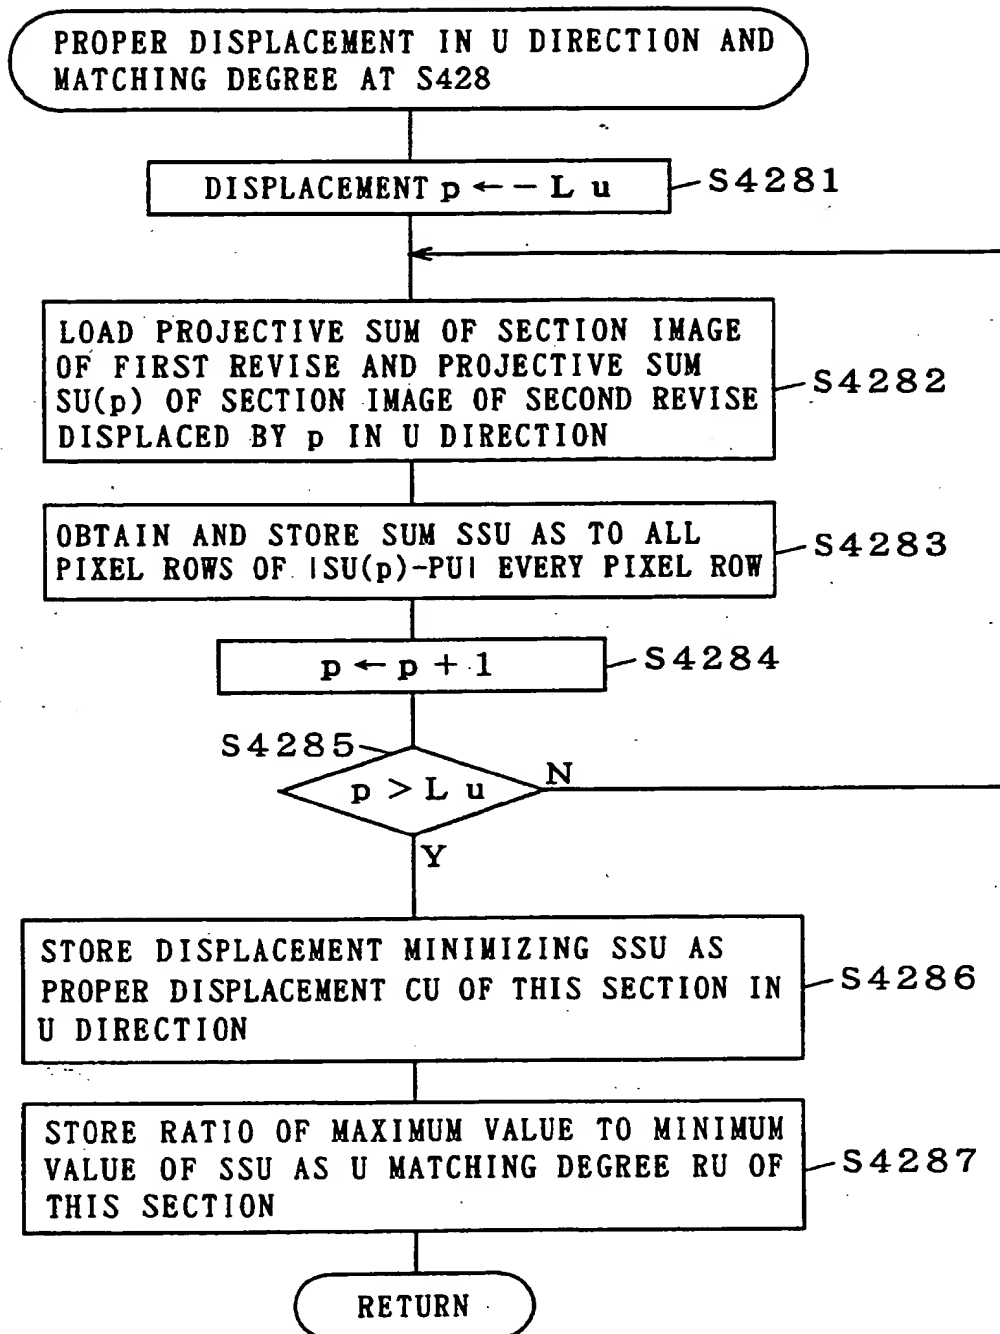 PROPER DISPLACEMENT IN U DIRECTION AND
MATCHING DEGREE AT S428
DISPLACEMENT p ← − L u
S4281
LOAD PROJECTIVE SUM OF SECTION IMAGE
OF FIRST REVISE AND PROJECTIVE SUM
SU(p) OF SECTION IMAGE OF SECOND REVISE
DISPLACED BY p IN U DIRECTION
S4282
OBTAIN AND STORE SUM SSU AS TO ALL
PIXEL ROWS OF |SU(p)-PU| EVERY PIXEL ROW
S4283
p ← p + 1
S4284
S4285
p > L u
N
Y
STORE DISPLACEMENT MINIMIZING SSU AS
PROPER DISPLACEMENT CU OF THIS SECTION IN
U DIRECTION
S4286
STORE RATIO OF MAXIMUM VALUE TO MINIMUM
VALUE OF SSU AS U MATCHING DEGREE RU OF
THIS SECTION
S4287
RETURN